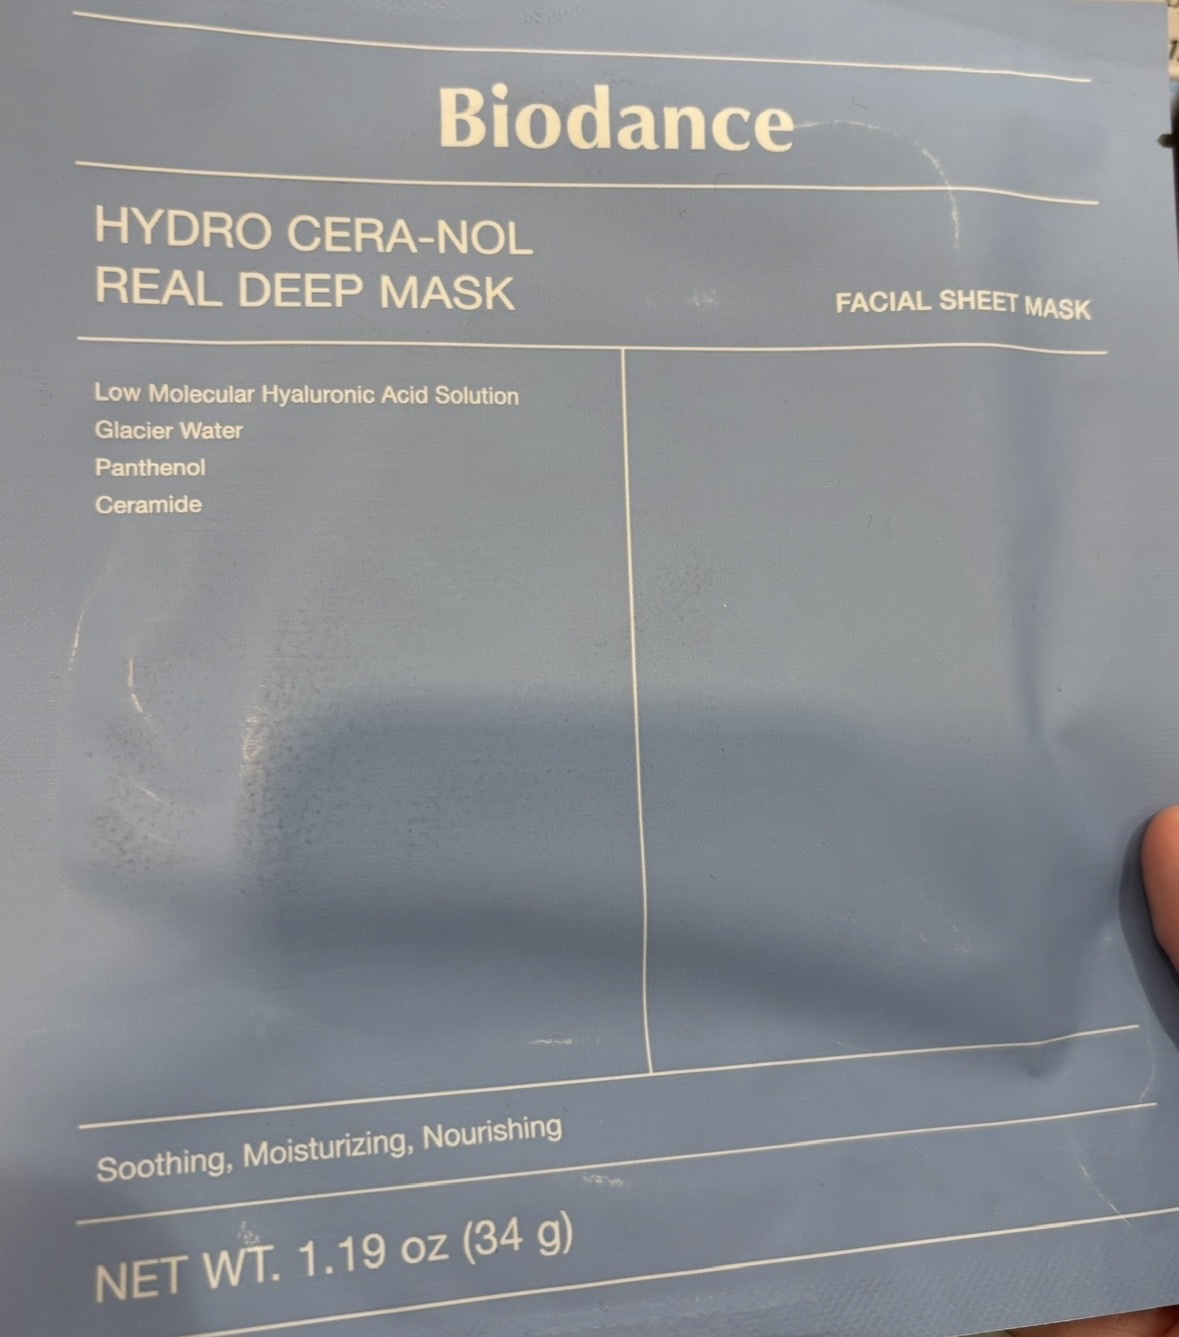 Biodance
HYDRO CERA-NOL
REAL DEEP MASK
FACIAL SHEET MASK
Low Molecular Hyaluronic Acid Solution
Glacier Water
Panthenol
Ceramide
Soothing, Moisturizing, Nourishing
NET WT. 1.19 oz (34 g)